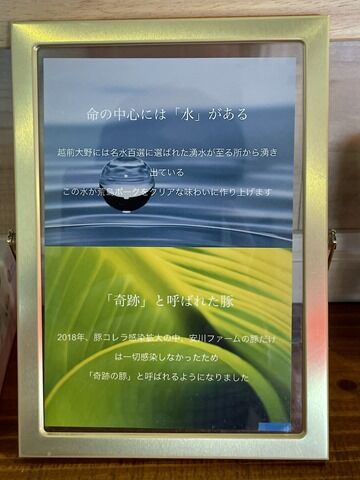 命の中心には「水」がある
越前大野には名水百選に選ばれた湧水が至る所から湧き
出ている
この水が荒島ポークをクリアな味わいに作り上げます
「奇跡」と呼ばれた豚
2018年、豚コレラ感染拡大の中、安川ファームの豚だけ
は一切感染しなかったため
「奇跡の豚」と呼ばれるようになりました